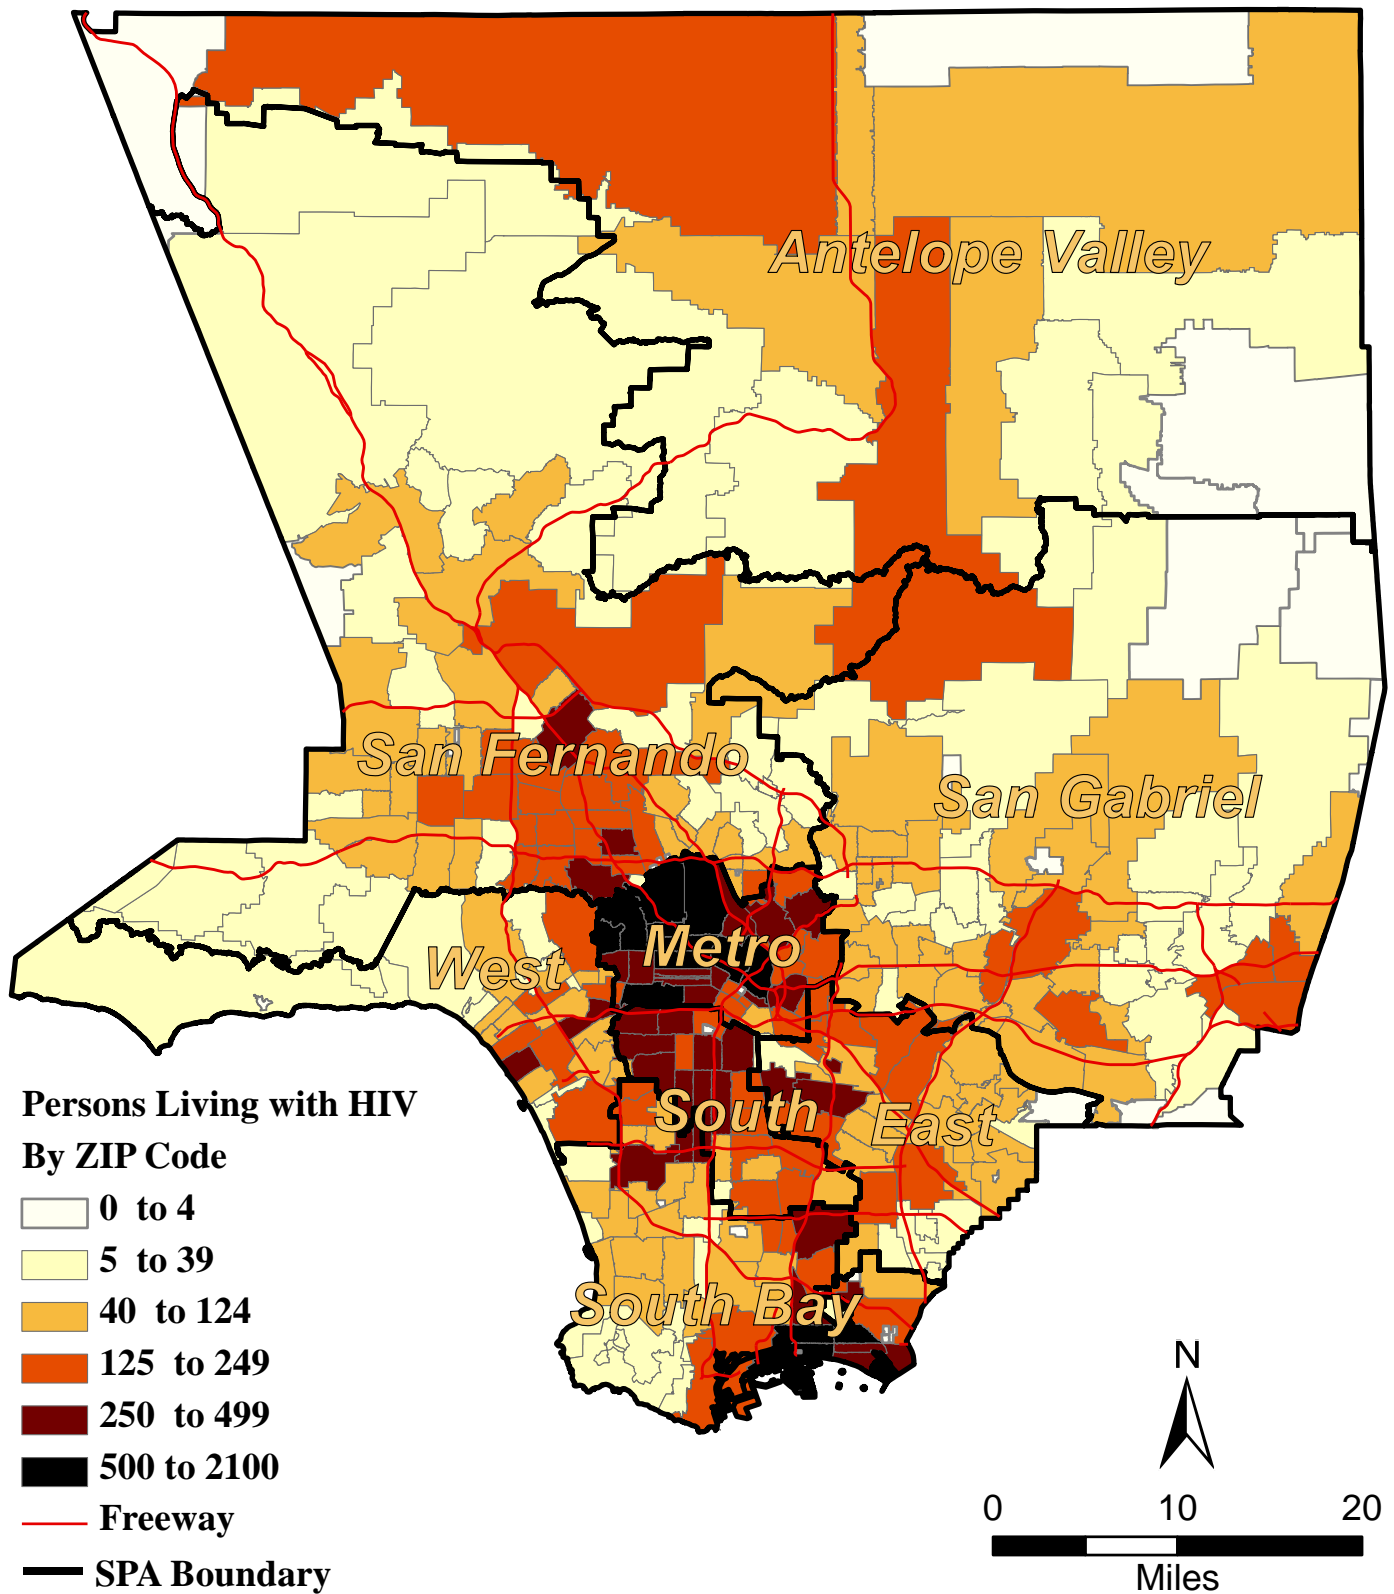 Antelope Valley
San Fernando
San Gabriel
West
Metro
South
East
South Bay
Persons Living with HIV
By ZIP Code
0 to 4
5 to 39
40 to 124
125 to 249
250 to 499
500 to 2100
Freeway
SPA Boundary
N
0 10 20
Miles